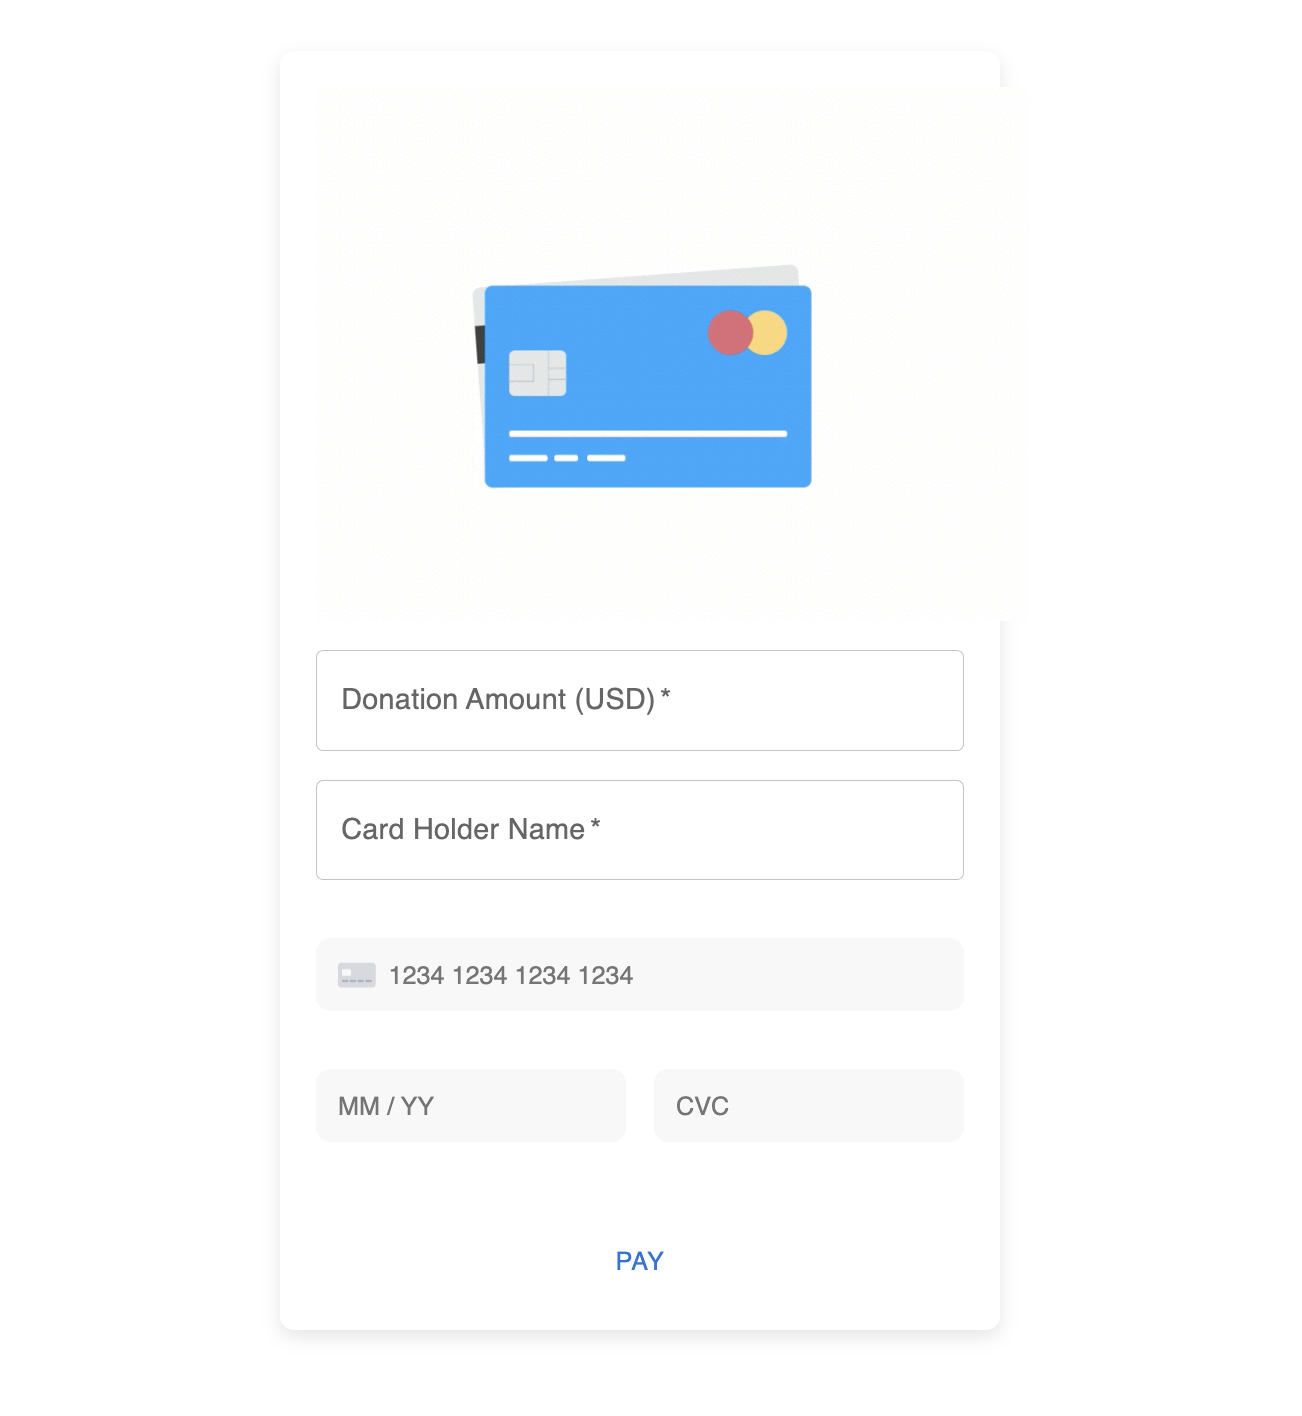 Donation Amount (USD) *
Card Holder Name *
1234 1234 1234 1234
MM / YY
CVC
PAY